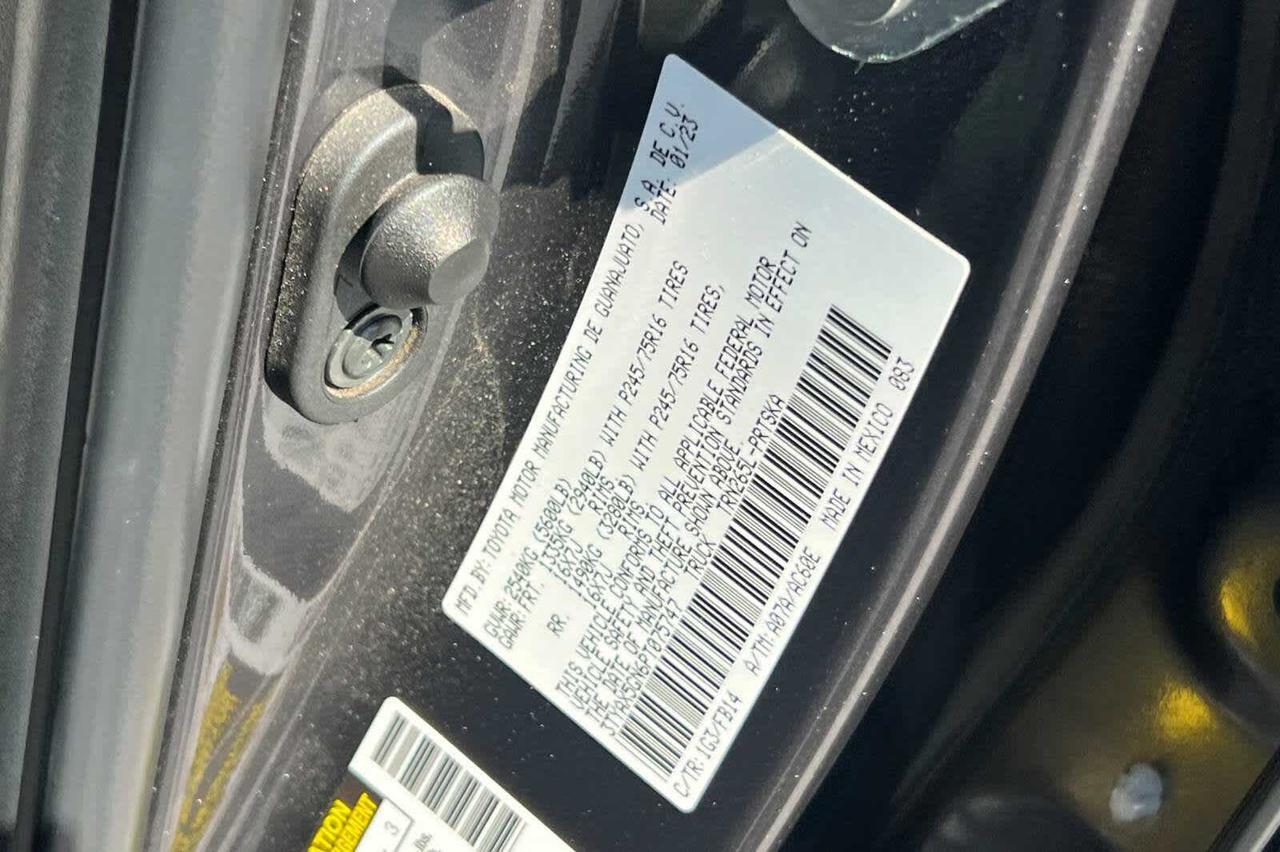 MFD.BY:TOYOTA MOTOR MANUFACTURING DE GUANAJUATO, S.A. DE C.V.
DATE: 01/23
GVWR:2540KG(5600LB)
GAWR:FRT. 1335KG (2940LB) WITH P245/75R16 TIRES
16X7J RIMS
RR. 1490KG (3280LB) WITH P245/75R16 TIRES,
16X7J RIMS
THIS VEHICLE CONFORMS TO ALL APPLICABLE FEDERAL MOTOR
VEHICLE SAFETY AND THEFT PREVENTION STANDARDS IN EFFECT ON
THE DATE OF MANUFACTURE SHOWN ABOVE.
TRUCK TRN265L-PRTSKA
C/TR:1G3/FB14 A/TM:A07A/AC60E MADE IN MEXICO 083
3
lbs.